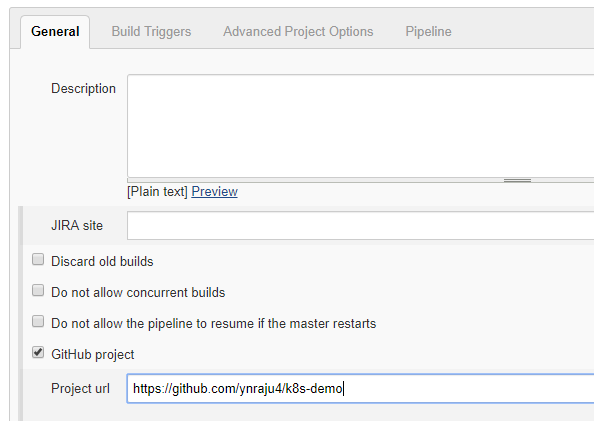 General Build Triggers Advanced Project Options Pipeline
Description
[Plain text] Preview
JIRA site
Discard old builds
Do not allow concurrent builds
Do not allow the pipeline to resume if the master restarts
GitHub project
Project url https://github.com/ynraju4/k8s-demo